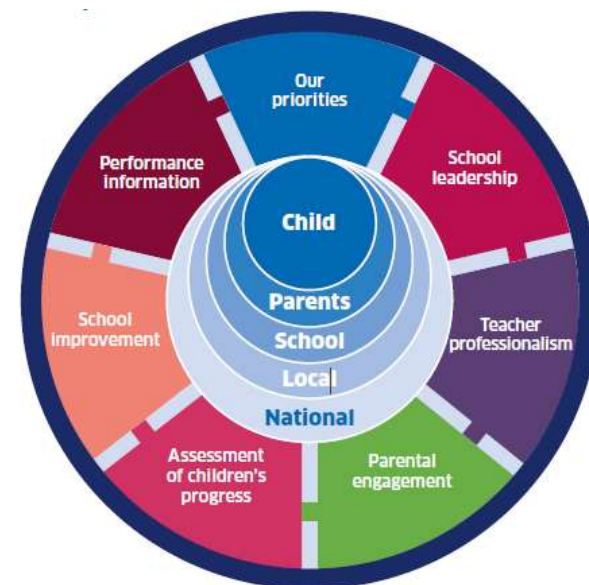 Our
priorities
School
leadership
Teacher
professionalism
Parental
engagement
Assessment
of children's
progress
School
improvement
Performance
information
Child
Parents
School
Local
National